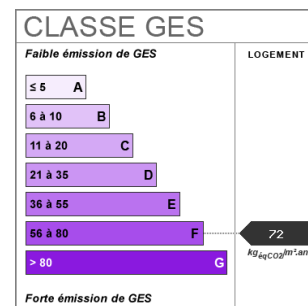 CLASSE GES
Faible émission de GES
LOGEMENT
≤ 5 A
6 à 10 B
11 à 20 C
21 à 35 D
36 à 55 E
56 à 80 F
72
kgéqCO2/m².an
> 80 G
Forte émission de GES